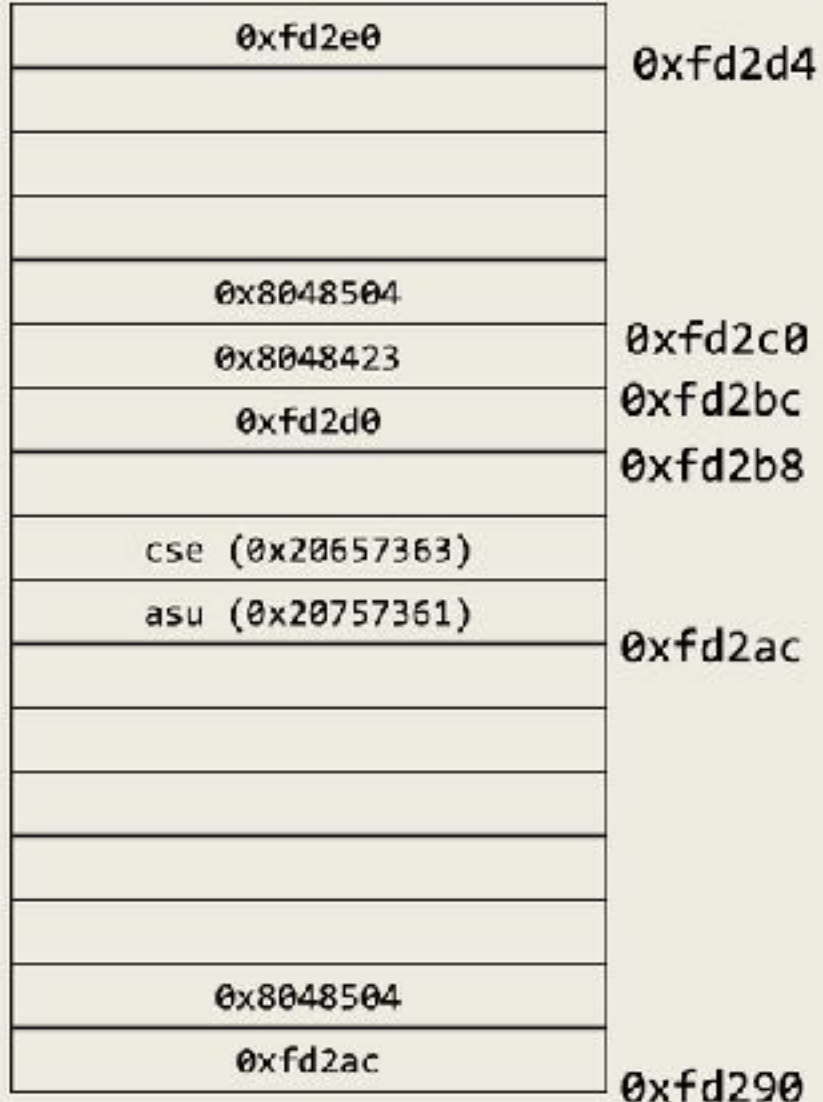 0xfd2e0
0xfd2d4
0x8048504
0xfd2c0
0x8048423
0xfd2bc
0xfd2d0
0xfd2b8
cse (0x20657363)
asu (0x20757361)
0xfd2ac
0x8048504
0xfd2ac
0xfd290